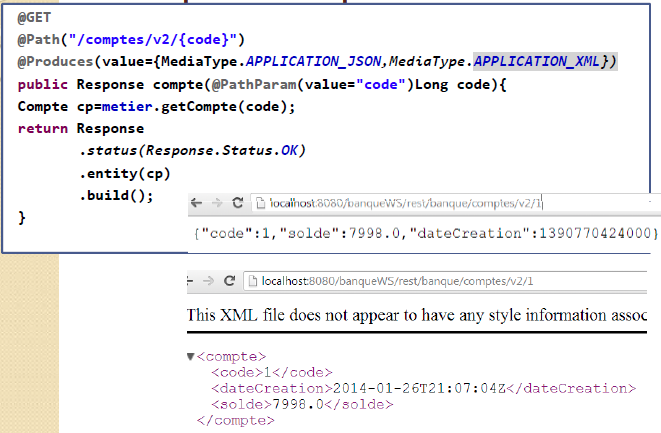 @GET
@Path("/comptes/v2/{code}")
@Produces(value={MediaType.APPLICATION_JSON,MediaType.APPLICATION_XML})
public Response compte(@PathParam(value="code")Long code){
Compte cp=metier.getCompte(code);
return Response
.status(Response.Status.OK)
.entity(cp)
.build();
}
localhost:8080/banqueWS/rest/banque/comptes/v2/1
{"code":1,"solde":7998.0,"dateCreation":1390770424000}
localhost:8080/banqueWS/rest/banque/comptes/v2/1
This XML file does not appear to have any style information assoc
▼<compte>
<code>1</code>
<dateCreation>2014-01-26T21:07:04Z</dateCreation>
<solde>7998.0</solde>
</compte>